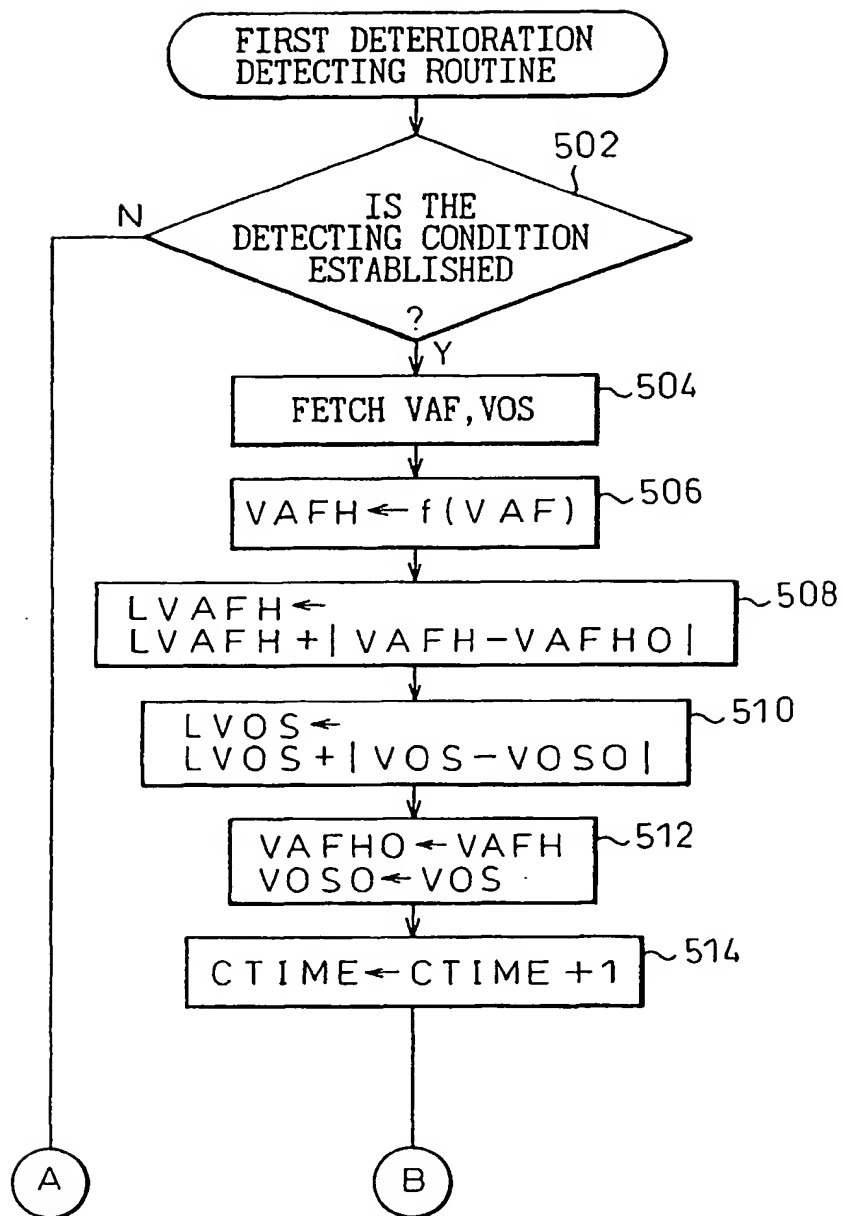 FIRST DETERIORATION
DETECTING ROUTINE
502
N
IS THE
DETECTING CONDITION
ESTABLISHED
?
Y
FETCH VAF, VOS
504
VAFH←f(VAF)
506
LVAFH←
LVAFH+|VAFH-VAFHO|
508
LVOS←
LVOS+|VOS-VOSO|
510
VAFHO←VAFH
VOSO←VOS
512
CTIME←CTIME+1
514
A
B